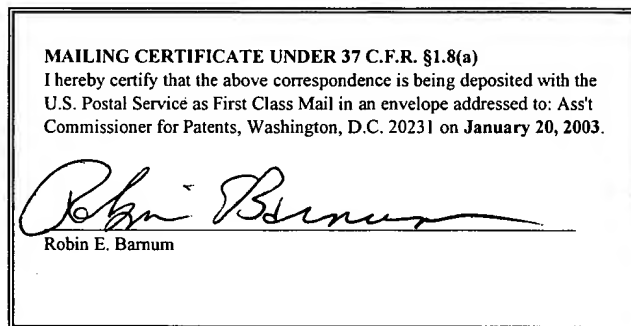 MAILING CERTIFICATE UNDER 37 C.F.R. §1.8(a)
I hereby certify that the above correspondence is being deposited with the
U.S. Postal Service as First Class Mail in an envelope addressed to: Ass't
Commissioner for Patents, Washington, D.C. 20231 on January 20, 2003.
Robin Barnum
Robin E. Barnum